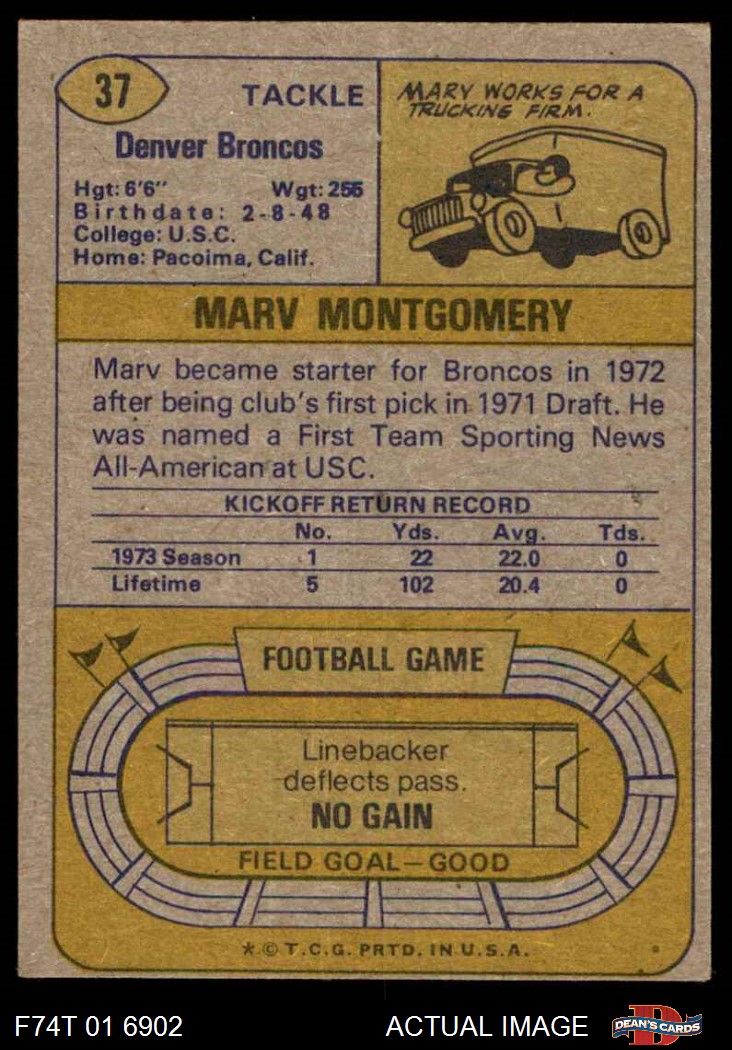 37
TACKLE
Denver Broncos
Hgt: 6'6" Wgt: 255
Birthdate: 2-8-48
College: U.S.C.
Home: Pacoima, Calif.
MARV WORKS FOR A
TRUCKING FIRM.
MARV MONTGOMERY
Marv became starter for Broncos in 1972
after being club's first pick in 1971 Draft. He
was named a First Team Sporting News
All-American at USC.
KICKOFF RETURN RECORD
No. Yds. Avg. Tds.
1973 Season 1 22 22.0 0
Lifetime 5 102 20.4 0
FOOTBALL GAME
Linebacker
deflects pass.
NO GAIN
FIELD GOAL—GOOD
* © T.C.G. PRTD. IN U.S.A.
F74T 01 6902 ACTUAL IMAGE DEAN'S CARDS